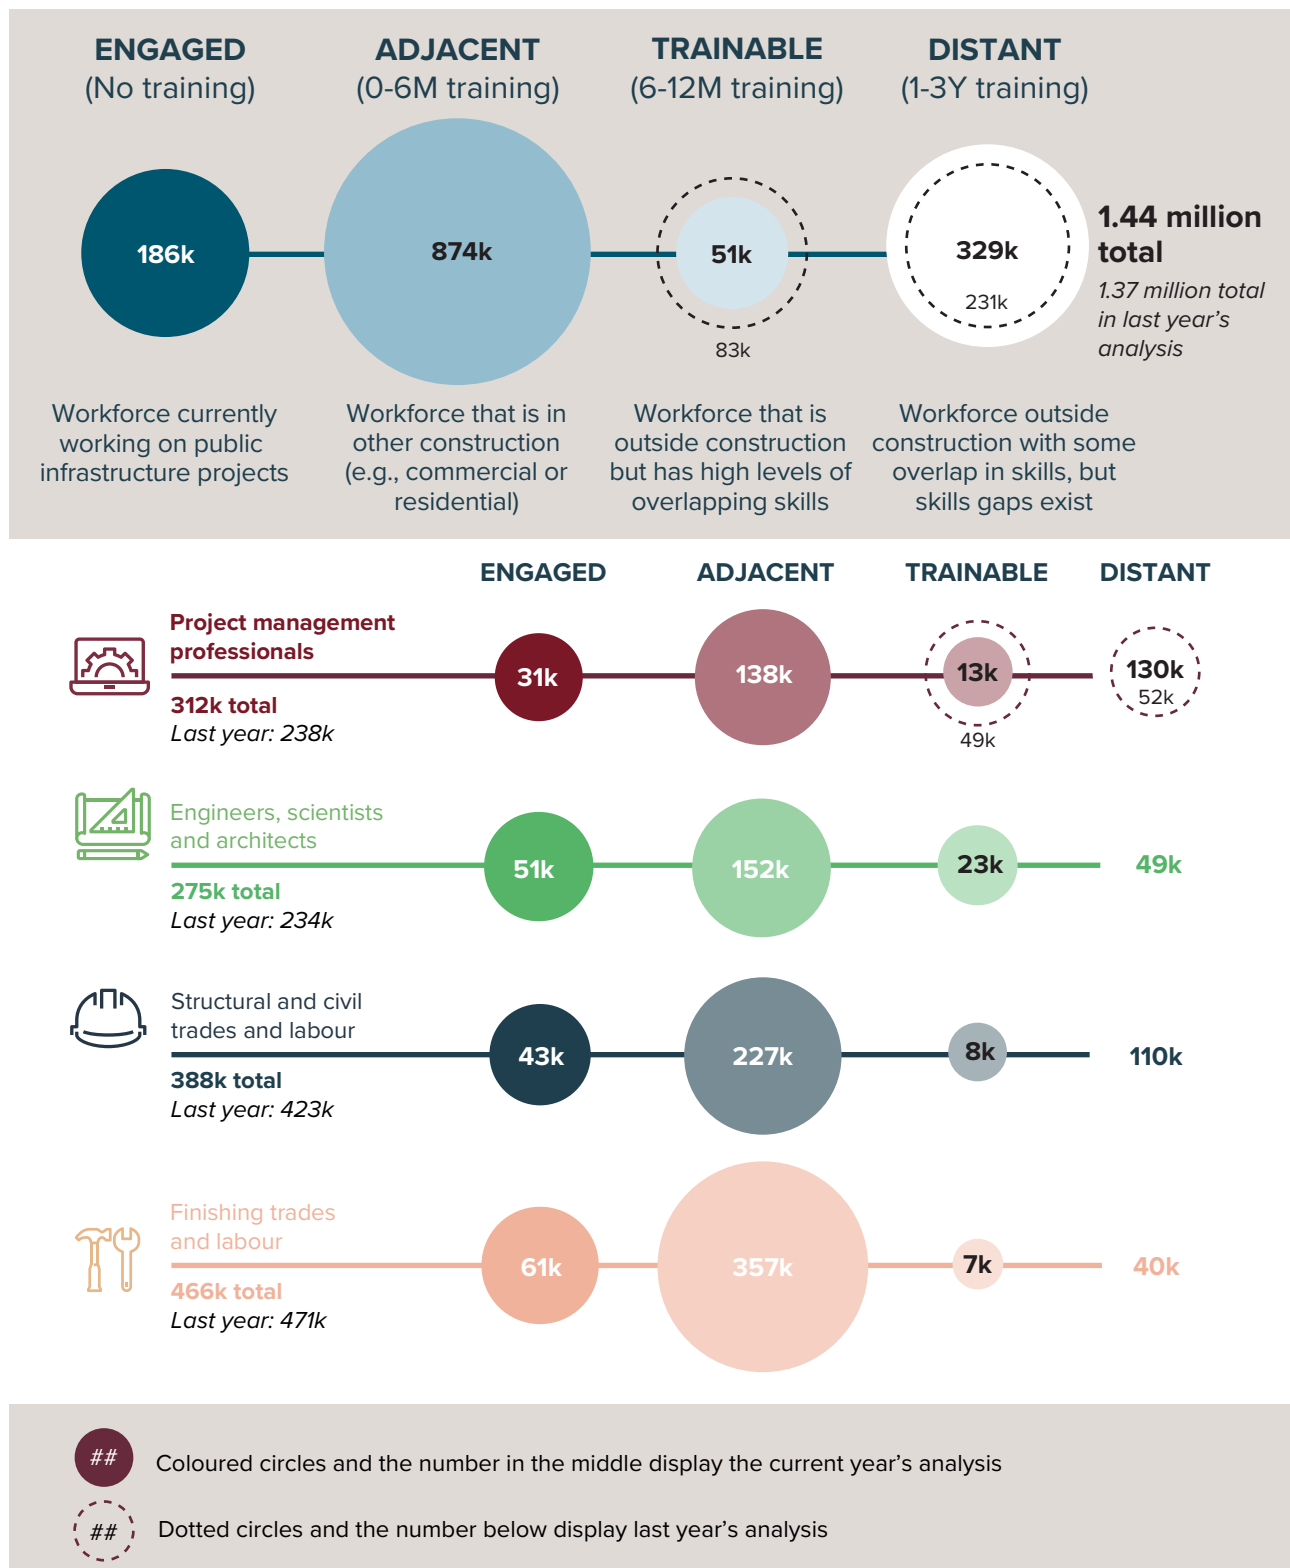 ENGAGED
(No training)
ADJACENT
(0-6M training)
TRAINABLE
(6-12M training)
DISTANT
(1-3Y training)
186k
874k
51k
83k
329k
231k
1.44 million
total
1.37 million total
in last year's
analysis
Workforce currently
working on public
infrastructure projects
Workforce that is in
other construction
(e.g., commercial or
residential)
Workforce that is
outside construction
but has high levels of
overlapping skills
Workforce outside
construction with some
overlap in skills, but
skills gaps exist
ENGAGED
ADJACENT
TRAINABLE
DISTANT
Project management
professionals
312k total
Last year: 238k
31k
138k
13k
49k
130k
52k
Engineers, scientists
and architects
275k total
Last year: 234k
51k
152k
23k
49k
Structural and civil
trades and labour
388k total
Last year: 423k
43k
227k
8k
110k
Finishing trades
and labour
466k total
Last year: 471k
61k
357k
7k
40k
##
Coloured circles and the number in the middle display the current year's analysis
##
Dotted circles and the number below display last year's analysis